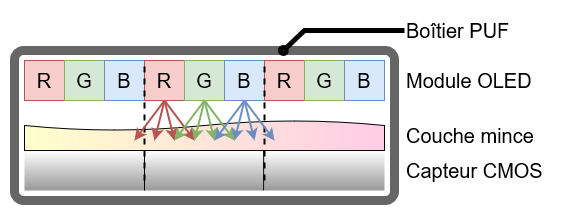 Boîtier PUF
R G B R G B R G B
Module OLED
Couche mince
Capteur CMOS